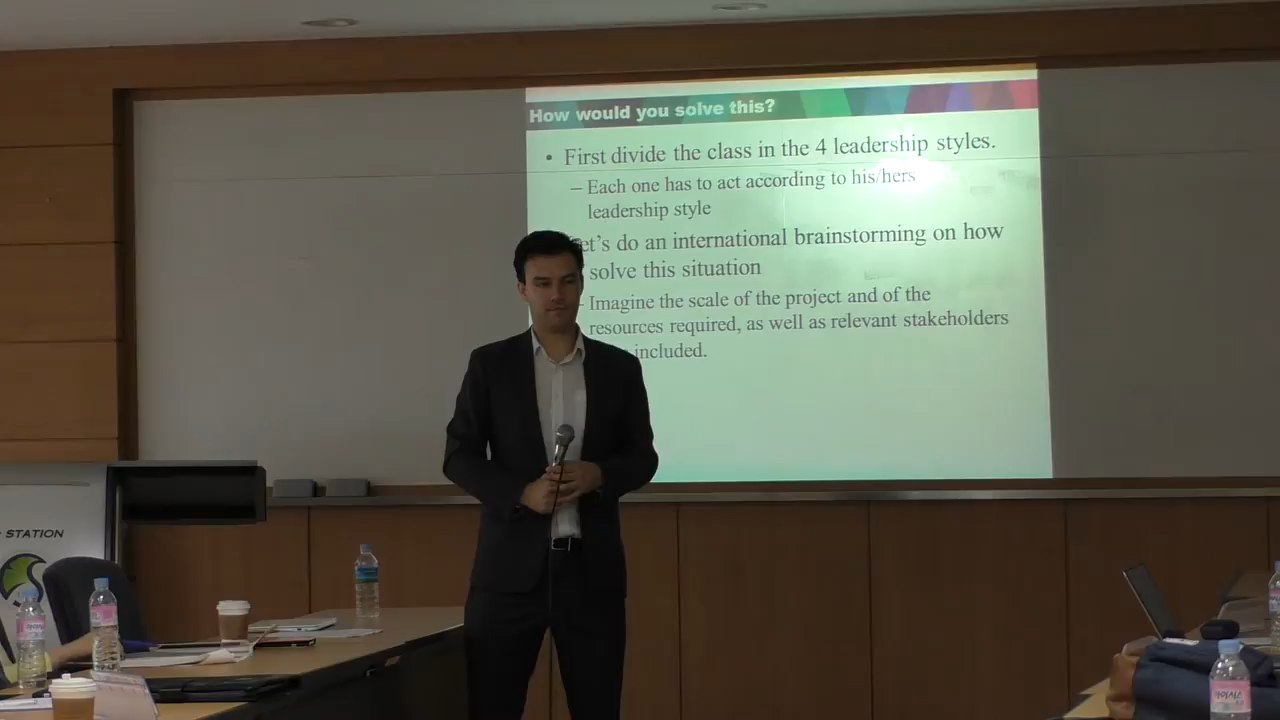 How would you solve this?
• First divide the class in the 4 leadership styles.
– Each one has to act according to his/hers
leadership style
et's do an international brainstorming on how
solve this situation
– Imagine the scale of the project and of the
resources required, as well as relevant stakeholders
included.
STATION